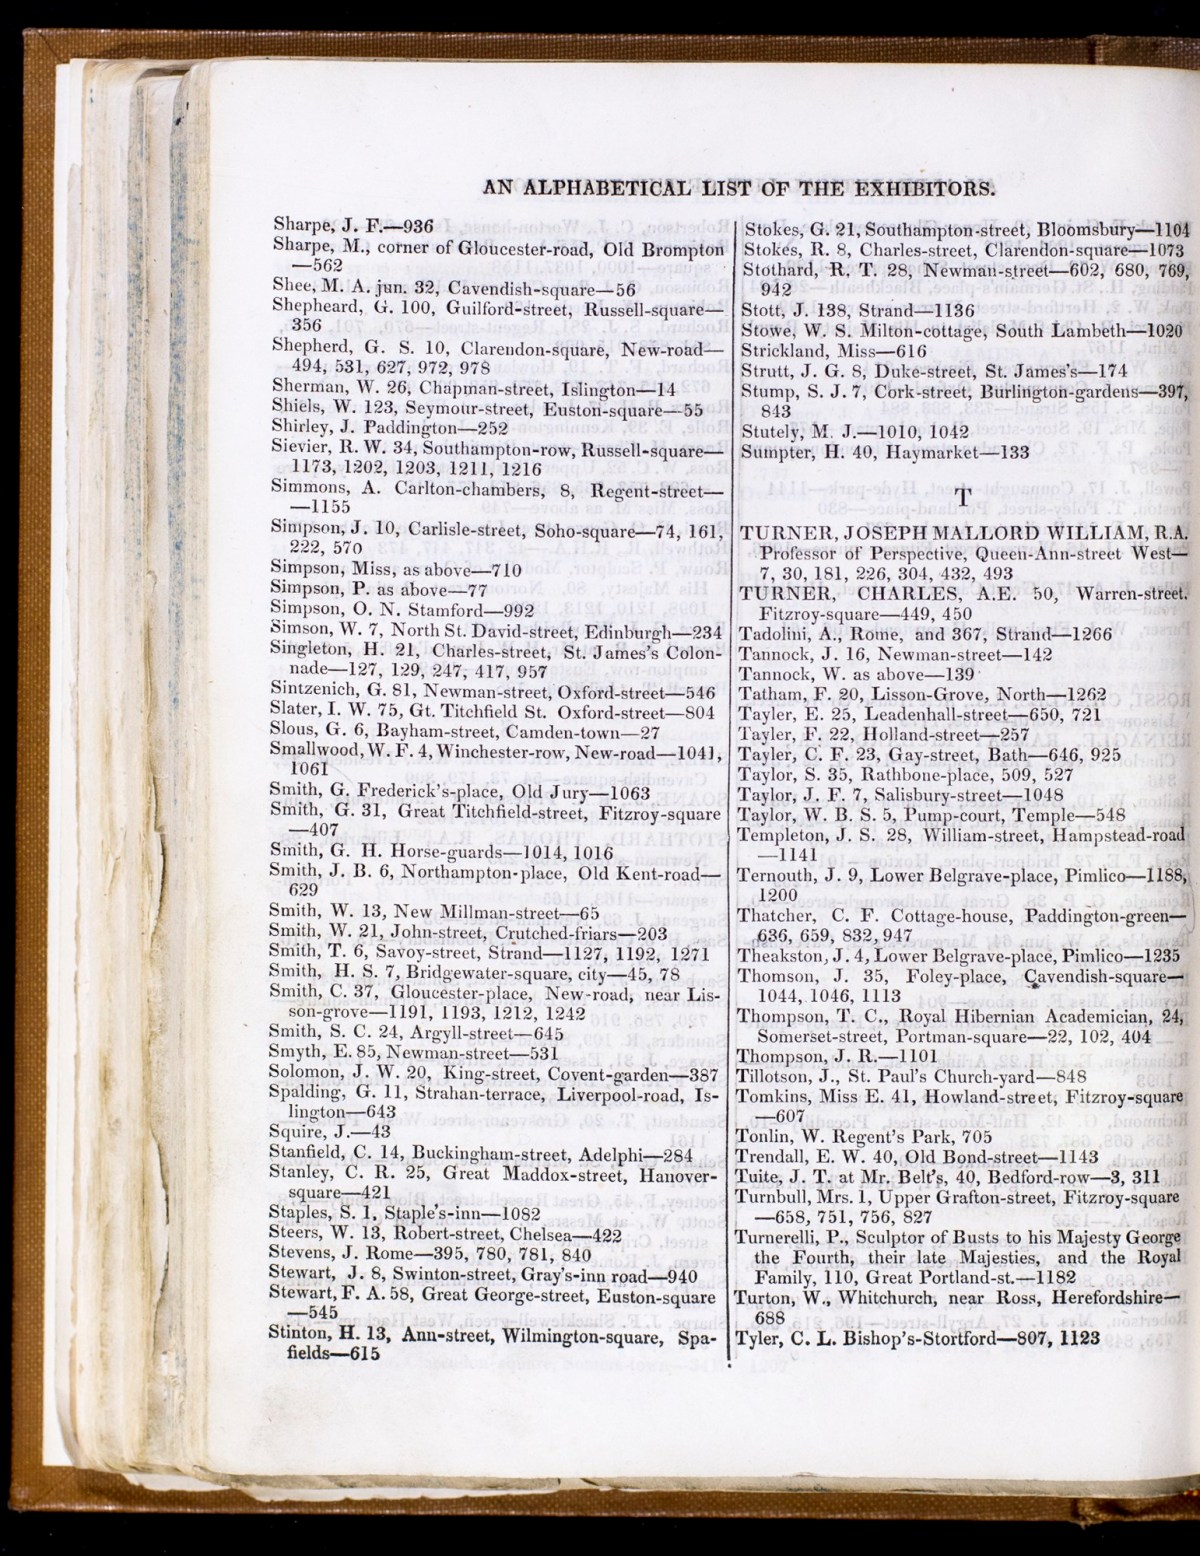 AN ALPHABETICAL LIST OF THE EXHIBITORS.
Sharpe, J. F.—936
Sharpe, M., corner of Gloucester-road, Old Brompton
—562
Shee, M. A. jun. 32, Cavendish-square—56
Shepheard, G. 100, Guilford-street, Russell-square—
356
Shepherd, G. S. 10, Clarendon-square, New-road—
494, 531, 627, 972, 978
Sherman, W. 26, Chapman-street, Islington—14
Shiels, W. 123, Seymour-street, Euston-square—55
Shirley, J. Paddington—252
Sievier, R. W. 34, Southampton-row, Russell-square—
1173, 1202, 1203, 1211, 1216
Simmons, A. Carlton-chambers, 8, Regent-street—
—1155
Simpson, J. 10, Carlisle-street, Soho-square—74, 161,
222, 570
Simpson, Miss, as above—710
Simpson, P. as above—77
Simpson, O. N. Stamford—992
Simson, W. 7, North St. David-street, Edinburgh—234
Singleton, H. 21, Charles-street, St. James's Colon-
nade—127, 129, 247, 417, 957
Sintzenich, G. 81, Newman-street, Oxford-street—546
Slater, I. W. 75, Gt. Titchfield St. Oxford-street—804
Slous, G. 6, Bayham-street, Camden-town—27
Smallwood, W. F. 4, Winchester-row, New-road—1041,
1061
Smith, G. Frederick's-place, Old Jury—1063
Smith, G. 31, Great Titchfield-street, Fitzroy-square
—407
Smith, G. H. Horse-guards—1014, 1016
Smith, J. B. 6, Northampton-place, Old Kent-road—
629
Smith, W. 13, New Millman-street—65
Smith, W. 21, John-street, Crutched-friars—203
Smith, T. 6, Savoy-street, Strand—1127, 1192, 1271
Smith, H. S. 7, Bridgewater-square, city—45, 78
Smith, C. 37, Gloucester-place, New-road, near Lis-
son-grove—1191, 1193, 1212, 1242
Smith, S. C. 24, Argyll-street—645
Smyth, E. 85, Newman-street—531
Solomon, J. W. 20, King-street, Covent-garden—387
Spalding, G. 11, Strahan-terrace, Liverpool-road, Is-
lington—643
Squire, J.—43
Stanfield, C. 14, Buckingham-street, Adelphi—284
Stanley, C. R. 25, Great Maddox-street, Hanover-
square—421
Staples, S. 1, Staple's-inn—1082
Steers, W. 13, Robert-street, Chelsea—422
Stevens, J. Rome—395, 780, 781, 840
Stewart, J. 8, Swinton-street, Gray's-inn road—940
Stewart, F. A. 58, Great George-street, Euston-square
—545
Stinton, H. 13, Ann-street, Wilmington-square, Spa-
fields—615
Stokes, G. 21, Southampton-street, Bloomsbury—1104
Stokes, R. 8, Charles-street, Clarendon-square—1073
Stothard, R. T. 28, Newman-street—602, 680, 769,
942
Stott, J. 138, Strand—1136
Stowe, W. S. Milton-cottage, South Lambeth—1020
Strickland, Miss—616
Strutt, J. G. 8, Duke-street, St. James's—174
Stump, S. J. 7, Cork-street, Burlington-gardens—397,
843
Stutely, M. J.—1010, 1042
Sumpter, H. 40, Haymarket—133
T
TURNER, JOSEPH MALLORD WILLIAM, R.A.
Professor of Perspective, Queen-Ann-street West—
7, 30, 181, 226, 304, 432, 493
TURNER, CHARLES, A.E. 50, Warren-street.
Fitzroy-square—449, 450
Tadolini, A. Rome, and 367, Strand—1266
Tannock, J. 16, Newman-street—142
Tannock, W. as above—139
Tatham, F. 20, Lisson-Grove, North—1262
Tayler, E. 25, Leadenhall-street—650, 721
Tayler, F. 22, Holland-street—257
Tayler, C. F. 23, Gay-street, Bath—646, 925
Taylor, S. 35, Rathbone-place, 509, 527
Taylor, J. F. 7, Salisbury-street—1048
Taylor, W. B. S. 5, Pump-court, Temple—548
Templeton, J. S. 28, William-street, Hampstead-road
—1141
Ternouth, J. 9, Lower Belgrave-place, Pimlico—1188,
1200
Thatcher, C. F. Cottage-house, Paddington-green—
636, 659, 832, 947
Theakston, J. 4, Lower Belgrave-place, Pimlico—1235
Thomson, J. 35, Foley-place, Cavendish-square—
1044, 1046, 1113
Thompson, T. C., Royal Hibernian Academician, 24,
Somerset-street, Portman-square—22, 102, 404
Thompson, J. R.—1101
Tillotson, J., St. Paul's Church-yard—848
Tomkins, Miss E. 41, Howland-street, Fitzroy-square
—607
Tonlin, W. Regent's Park, 705
Trendall, E. W. 40, Old Bond-street—1143
Tuite, J. T. at Mr. Belt's, 40, Bedford-row—3, 311
Turnbull, Mrs. 1, Upper Grafton-street, Fitzroy-square
—658, 751, 756, 827
Turnerelli, P., Sculptor of Busts to his Majesty George
the Fourth, their late Majesties, and the Royal
Family, 110, Great Portland-st.—1182
Turton, W., Whitchurch, near Ross, Herefordshire—
688
Tyler, C. L. Bishop's-Stortford—807, 1123